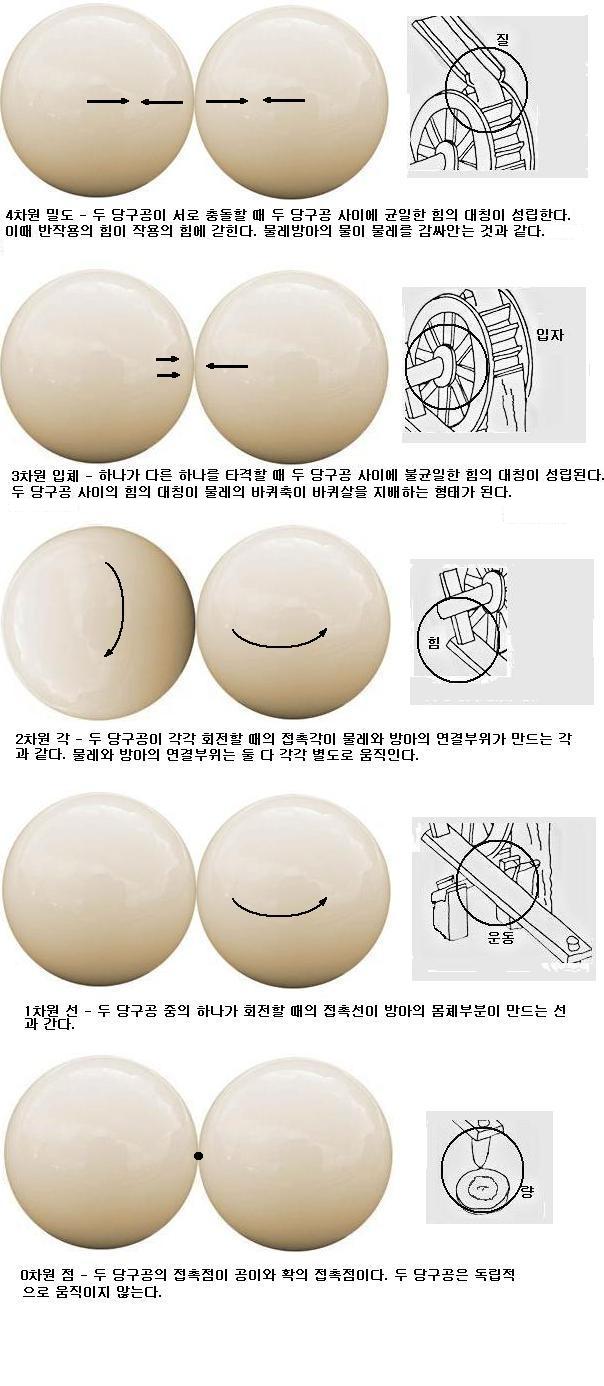 질
4차원 밀도 - 두 당구공이 서로 충돌할 때 두 당구공 사이에 균일한 힘의 대칭이 성립한다.
이때 반작용의 힘이 작용의 힘에 갇힌다. 물레방아의 물이 물레를 감싸안는 것과 같다.
입자
3차원 입체 - 하나가 다른 하나를 타격할 때 두 당구공 사이에 불균일한 힘의 대칭이 성립된다.
두 당구공 사이의 힘의 대칭이 물레의 바퀴축이 바퀴살을 지배하는 형태가 된다.
힘
2차원 각 - 두 당구공이 각각 회전할 때의 접촉각이 물레와 방아의 연결부위가 만드는 각
과 같다. 물레와 방아의 연결부위는 둘 다 각각 별도로 움직인다.
운동
1차원 선 - 두 당구공 중의 하나가 회전할 때의 접촉선이 방아의 몸체부분이 만드는 선
과 간다.
량
0차원 점 - 두 당구공의 접촉점이 공이와 확의 접촉점이다. 두 당구공은 독립적
으로 움직이지 않는다.